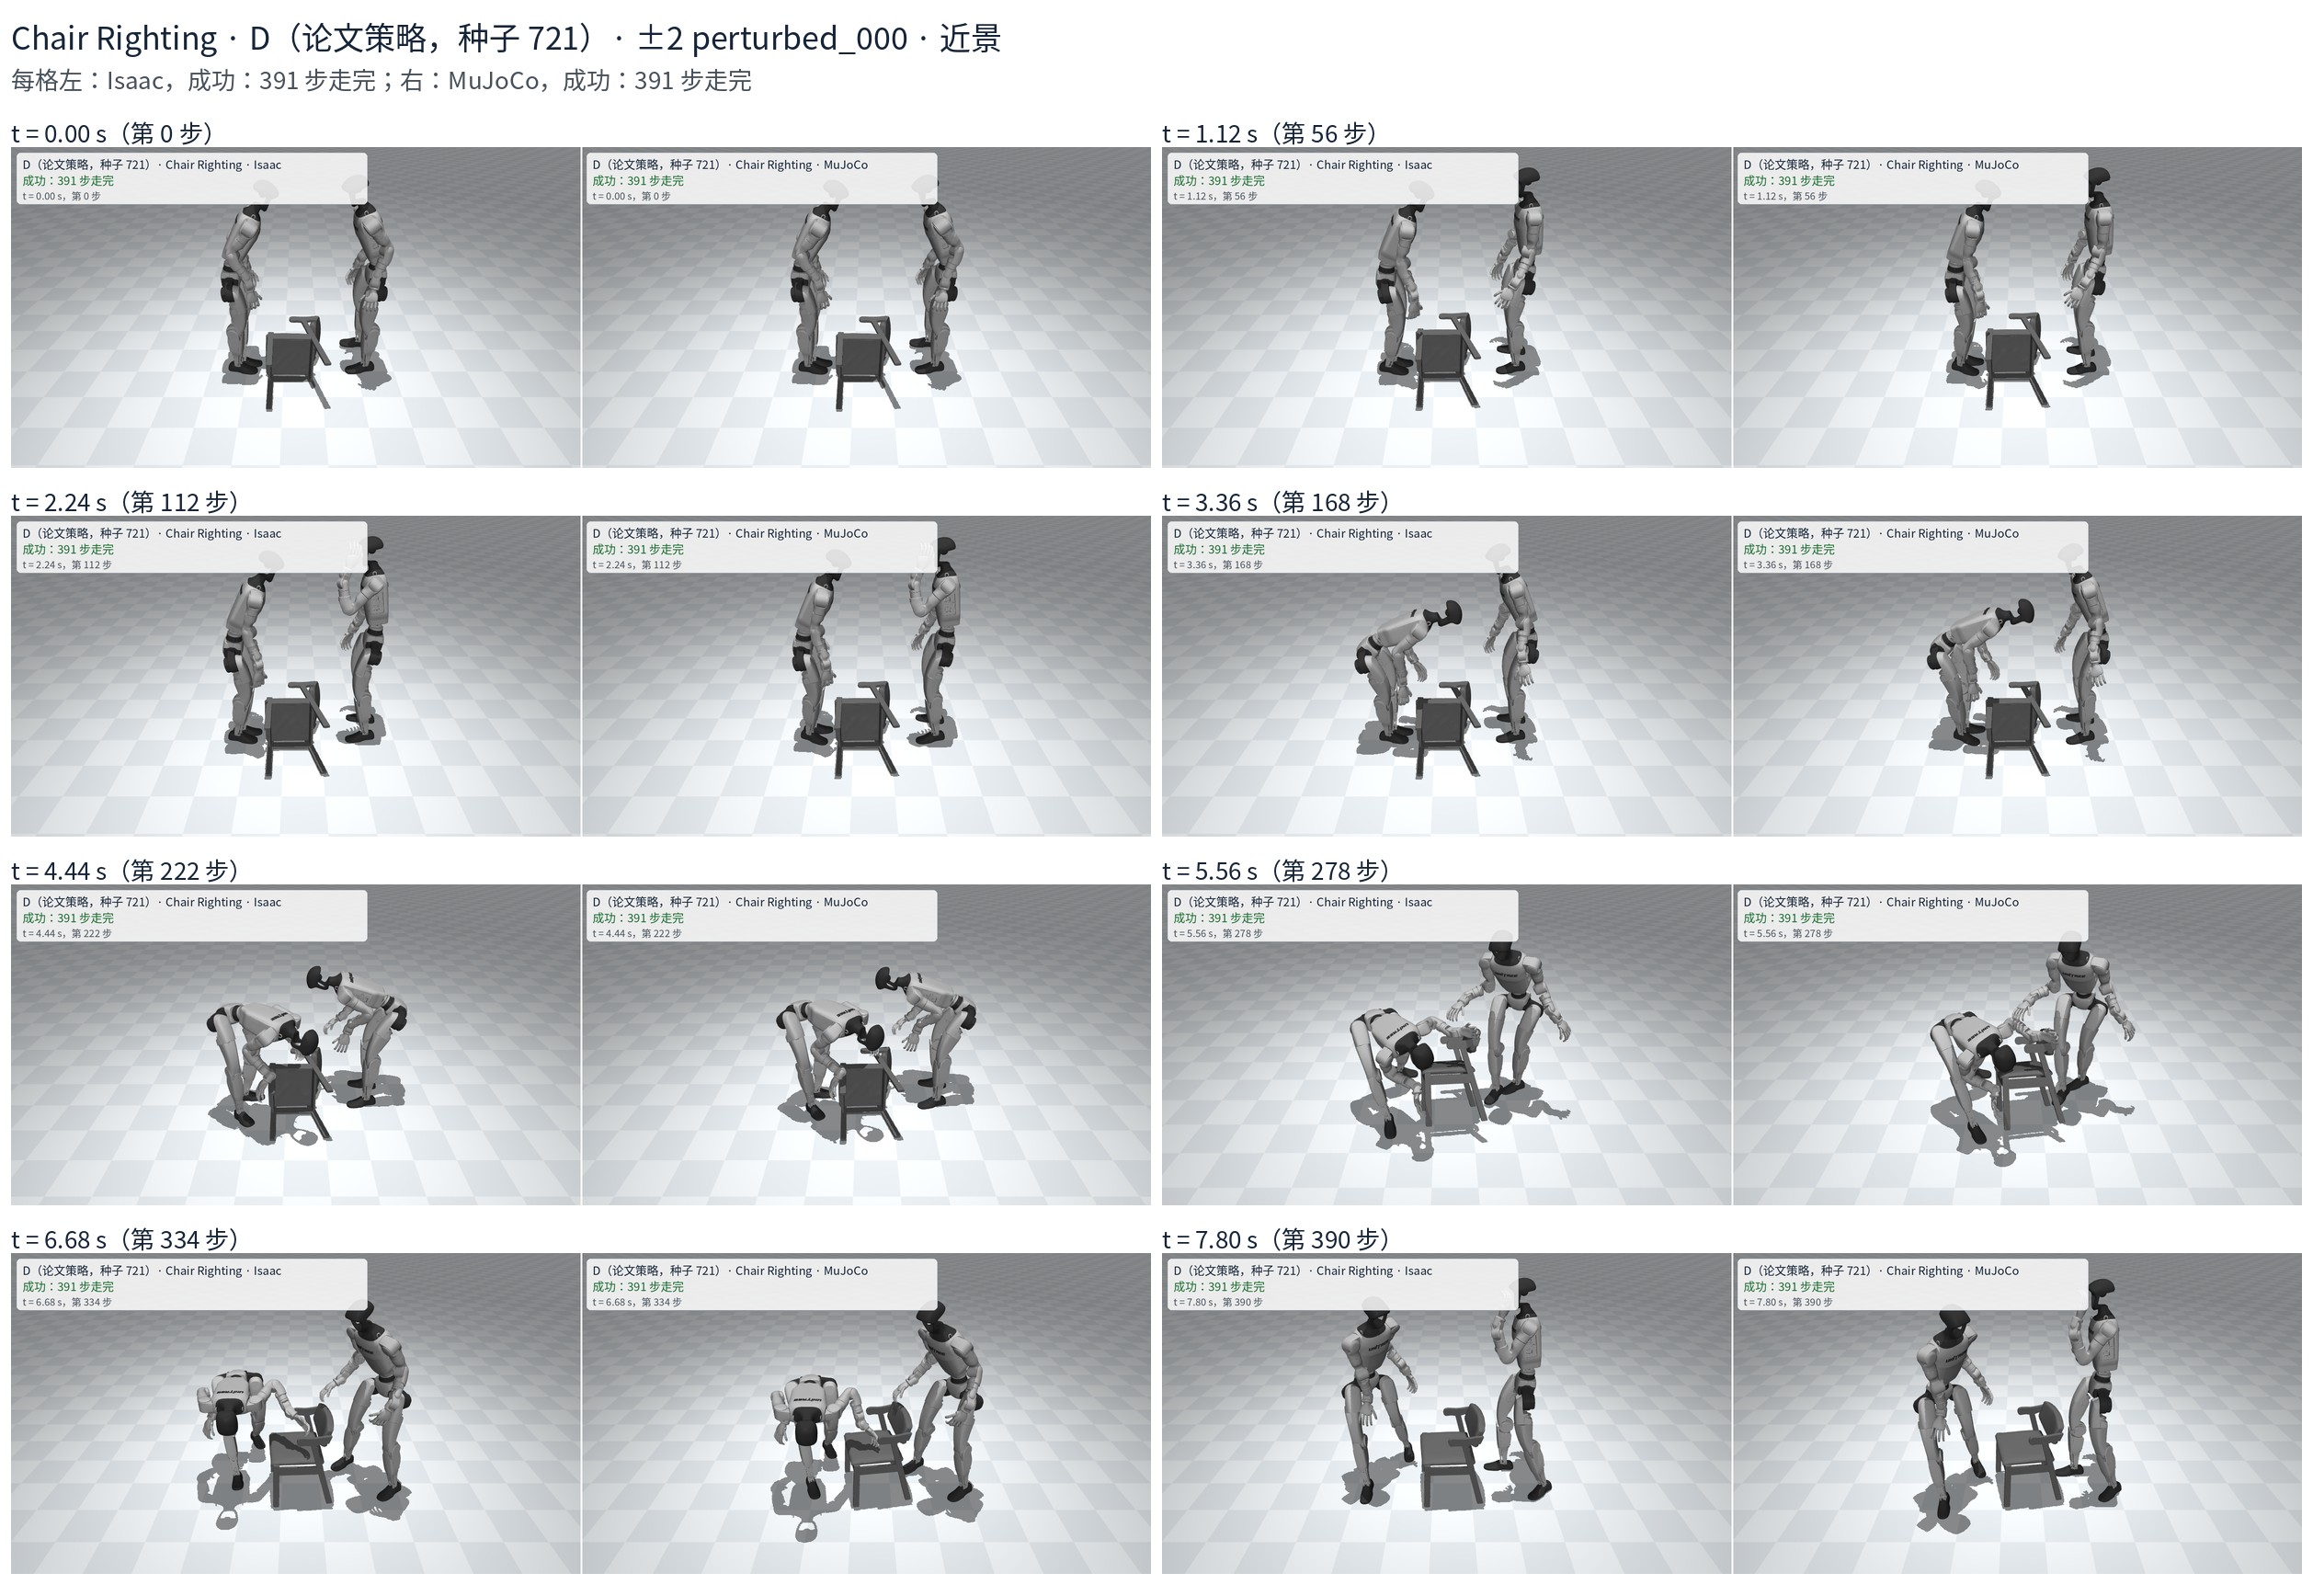 Chair Righting · D（论文策略，种子 721）· ±2 perturbed_000 · 近景
每格左：Isaac，成功：391 步走完；右：MuJoCo，成功：391 步走完
t = 0.00 s（第 0 步）
D（论文策略，种子 721）· Chair Righting · Isaac
成功：391 步走完
t = 0.00 s，第 0 步
D（论文策略，种子 721）· Chair Righting · MuJoCo
成功：391 步走完
t = 0.00 s，第 0 步
t = 1.12 s（第 56 步）
D（论文策略，种子 721）· Chair Righting · Isaac
成功：391 步走完
t = 1.12 s，第 56 步
D（论文策略，种子 721）· Chair Righting · MuJoCo
成功：391 步走完
t = 1.12 s，第 56 步
t = 2.24 s（第 112 步）
D（论文策略，种子 721）· Chair Righting · Isaac
成功：391 步走完
t = 2.24 s，第 112 步
D（论文策略，种子 721）· Chair Righting · MuJoCo
成功：391 步走完
t = 2.24 s，第 112 步
t = 3.36 s（第 168 步）
D（论文策略，种子 721）· Chair Righting · Isaac
成功：391 步走完
t = 3.36 s，第 168 步
D（论文策略，种子 721）· Chair Righting · MuJoCo
成功：391 步走完
t = 3.36 s，第 168 步
t = 4.44 s（第 222 步）
D（论文策略，种子 721）· Chair Righting · Isaac
成功：391 步走完
t = 4.44 s，第 222 步
D（论文策略，种子 721）· Chair Righting · MuJoCo
成功：391 步走完
t = 4.44 s，第 222 步
t = 5.56 s（第 278 步）
D（论文策略，种子 721）· Chair Righting · Isaac
成功：391 步走完
t = 5.56 s，第 278 步
D（论文策略，种子 721）· Chair Righting · MuJoCo
成功：391 步走完
t = 5.56 s，第 278 步
t = 6.68 s（第 334 步）
D（论文策略，种子 721）· Chair Righting · Isaac
成功：391 步走完
t = 6.68 s，第 334 步
D（论文策略，种子 721）· Chair Righting · MuJoCo
成功：391 步走完
t = 6.68 s，第 334 步
t = 7.80 s（第 390 步）
D（论文策略，种子 721）· Chair Righting · Isaac
成功：391 步走完
t = 7.80 s，第 390 步
D（论文策略，种子 721）· Chair Righting · MuJoCo
成功：391 步走完
t = 7.80 s，第 390 步